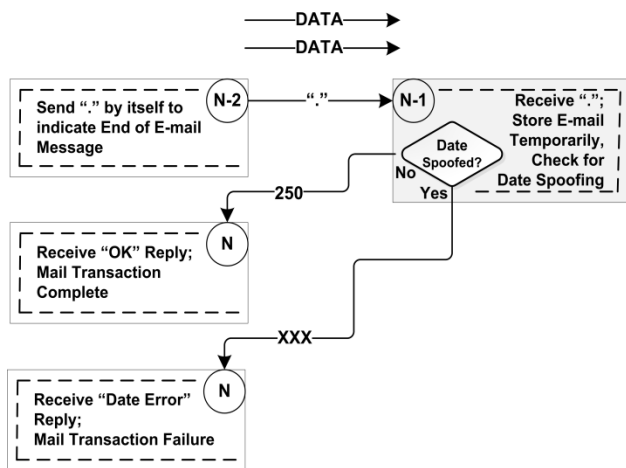 DATA
DATA
Send “.” by itself to
indicate End of E-mail
Message
N-2
“.”
N-1
Receive “.”;
Store E-mail
Temporarily,
Check for
Date Spoofing
Date
Spoofed?
No
Yes
250
Receive “OK” Reply;
Mail Transaction
Complete
N
XXX
Receive “Date Error”
Reply;
Mail Transaction Failure
N